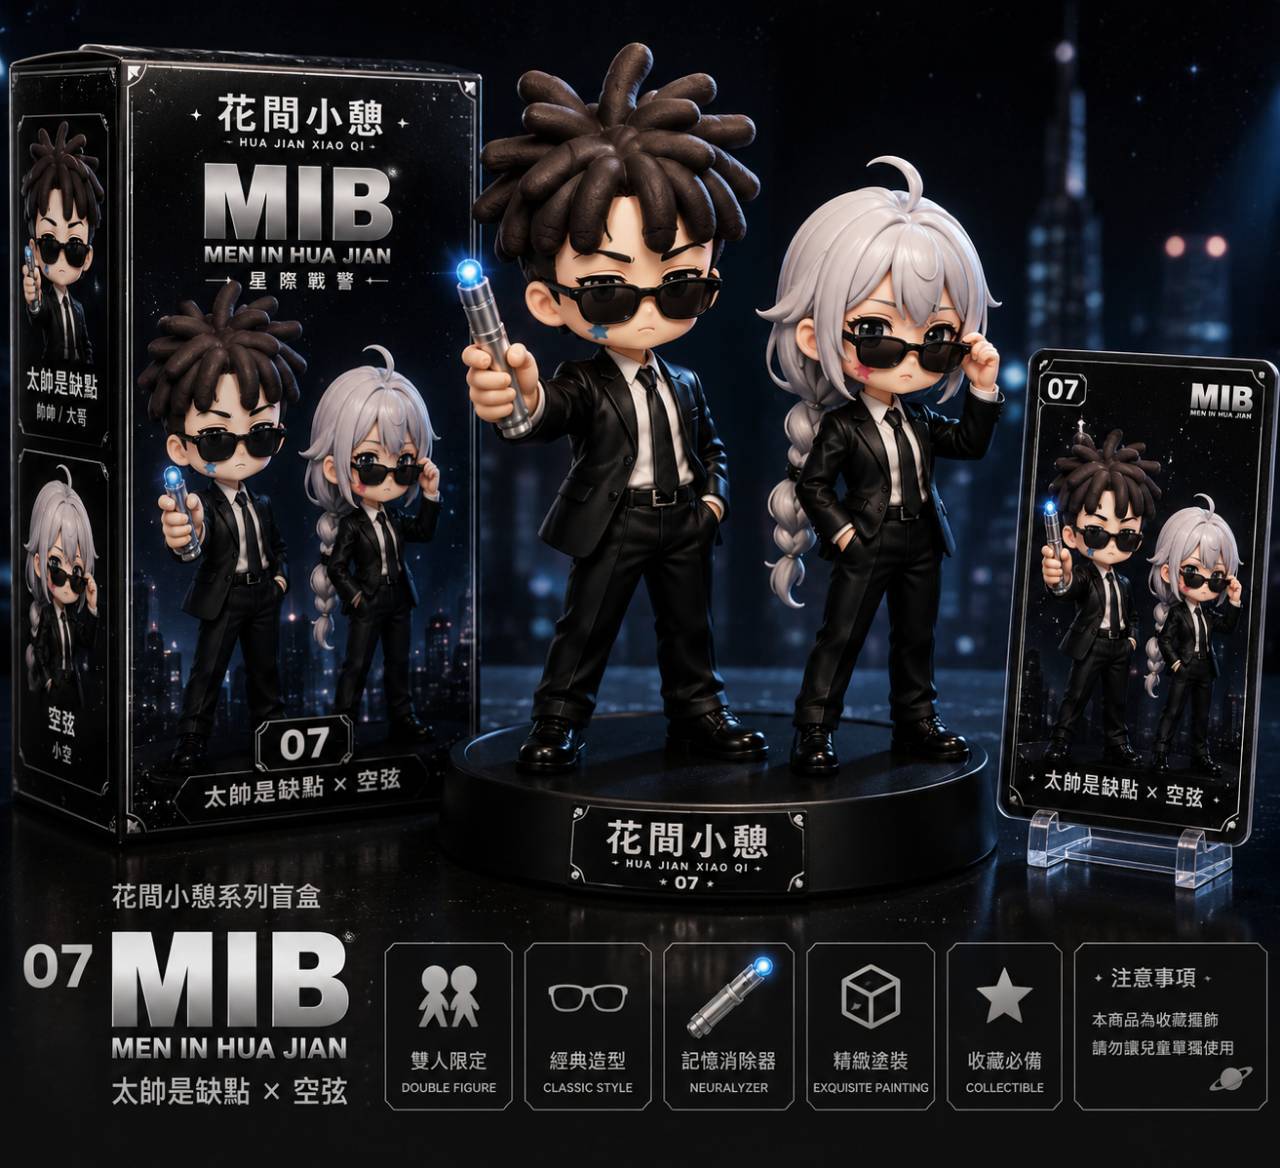 花間小憩
HUA JIAN XIAO QI
MIB
MEN IN HUA JIAN
星際戰警
太帥是缺點
帥帥 / 大哥
空弦
小空
07
太帥是缺點 × 空弦
花間小憩
HUA JIAN XIAO QI
07
07
MIB
MEN IN HUA JIAN
太帥是缺點 × 空弦
花間小憩系列盲盒
07
MIB
MEN IN HUA JIAN
太帥是缺點 × 空弦
雙人限定
DOUBLE FIGURE
經典造型
CLASSIC STYLE
記憶消除器
NEURALYZER
精緻塗裝
EXQUISITE PAINTING
收藏必備
COLLECTIBLE
注意事項
本商品為收藏擺飾
請勿讓兒童單獨使用